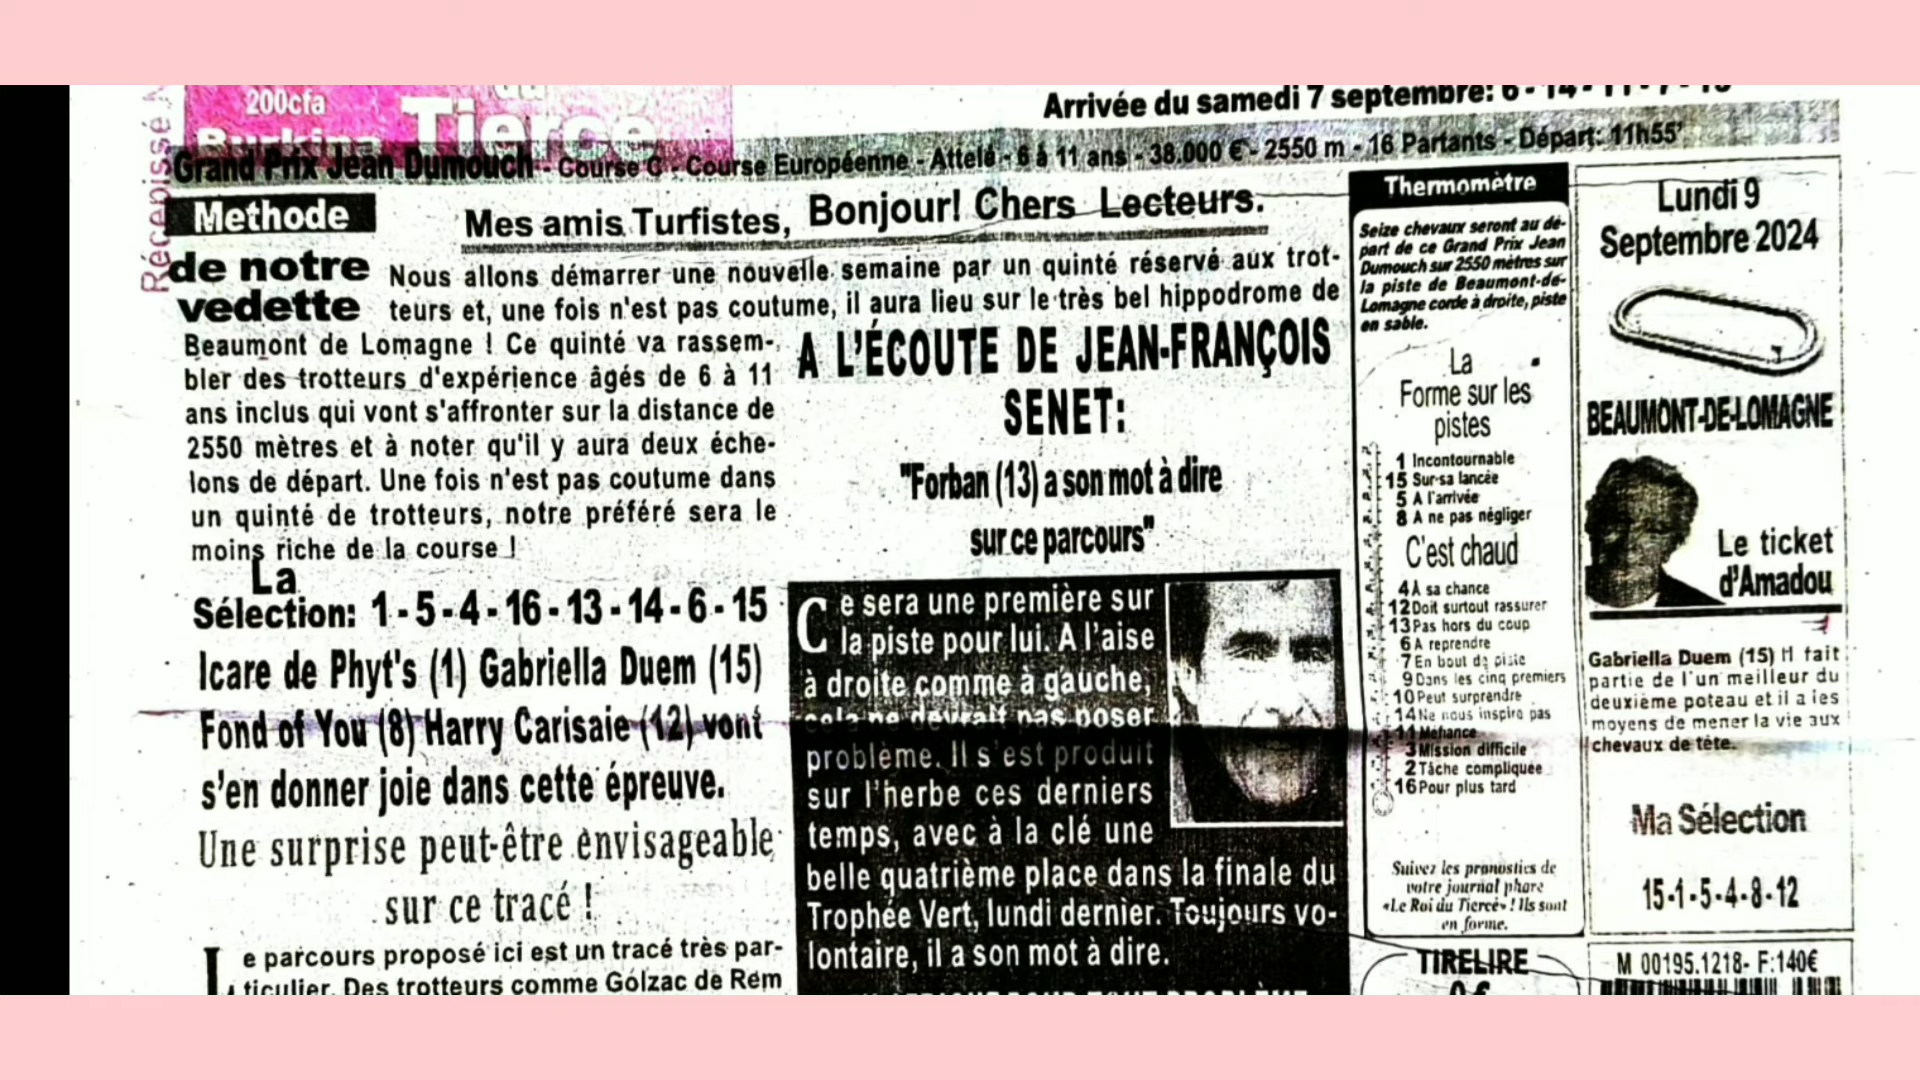 200cfa
du
Burkina
Tiercé
Récépissé
Arrivée du samedi 7 septembre: 6 - 14 - 11 - 7 -
Grand Prix Jean Dumouch - Course G - Course Européenne - Attelé - 6 à 11 ans - 38.000 € - 2550 m - 16 Partants - Départ: 11h55'
Methode
de notre
vedette
Mes amis Turfistes, Bonjour! Chers Lecteurs.
Nous allons démarrer une nouvelle semaine par un quinté réservé aux trot-
teurs et, une fois n'est pas coutume, il aura lieu sur le très bel hippodrome de
Beaumont de Lomagne ! Ce quinté va rassem-
bler des trotteurs d'expérience âgés de 6 à 11
ans inclus qui vont s'affronter sur la distance de
2550 mètres et à noter qu'il y aura deux éche-
lons de départ. Une fois n'est pas coutume dans
un quinté de trotteurs, notre préféré sera le
moins riche de la course !
La
Sélection: 1 - 5 - 4 - 16 - 13 - 14 - 6 - 15
Icare de Phyt's (1) Gabriella Duem (15)
Fond of You (8) Harry Carisaie (12) vont
s'en donner joie dans cette épreuve.
Une surprise peut-être envisageable
sur ce tracé !
Le parcours proposé ici est un tracé très par-
ticulier. Des trotteurs comme Golzac de Rem
A L'ÉCOUTE DE JEAN-FRANÇOIS
SENET:
"Forban (13) a son mot à dire
sur ce parcours"
Ce sera une première sur
la piste pour lui. A l'aise
à droite comme à gauche,
cela ne devrait pas poser
problème. Il s'est produit
sur l'herbe ces derniers
temps, avec à la clé une
belle quatrième place dans la finale du
Trophée Vert, lundi dernier. Toujours vo-
lontaire, il a son mot à dire.
Thermomètre
Seize chevaux seront au dé-
part de ce Grand Prix Jean
Dumouch sur 2550 mètres sur
la piste de Beaumont-de-
Lomagne corde à droite, piste
en sable.
La
Forme sur les
pistes
1 Incontournable
15 Sur sa lancée
5 A l'arrivée
8 A ne pas négliger
C'est chaud
4 A sa chance
12 Doit surtout rassurer
13 Pas hors du coup
6 A reprendre
7 En bout de piste
9 Dans les cinq premiers
10 Peut surprendre
14 Ne nous inspire pas
11 Méfiance
3 Mission difficile
2 Tâche compliquée
16 Pour plus tard
Suivez les pronostics de
votre journal phare
«Le Roi du Tiercé» ! Ils sont
en forme.
TIRELIRE
0 €
Lundi 9
Septembre 2024
BEAUMONT-DE-LOMAGNE
Le ticket
d'Amadou
Gabriella Duem (15) Il fait
partie de l'un meilleur du
deuxième poteau et il a les
moyens de mener la vie aux
chevaux de tête.
Ma Sélection
15-1-5-4-8-12
M 00195.1218- F:140€